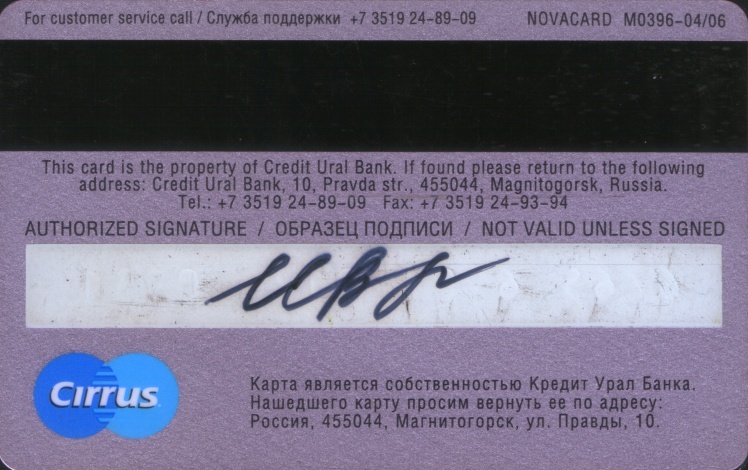 For customer service call / Служба поддержки +7 3519 24-89-09 NOVACARD M0396-04/06
This card is the property of Credit Ural Bank. If found please return to the following
address: Credit Ural Bank, 10, Pravda str., 455044, Magnitogorsk, Russia.
Tel.: +7 3519 24-89-09 Fax: +7 3519 24-93-94
AUTHORIZED SIGNATURE / ОБРАЗЕЦ ПОДПИСИ / NOT VALID UNLESS SIGNED
Cirrus
Карта является собственностью Кредит Урал Банка.
Нашедшего карту просим вернуть ее по адресу:
Россия, 455044, Магнитогорск, ул. Правды, 10.